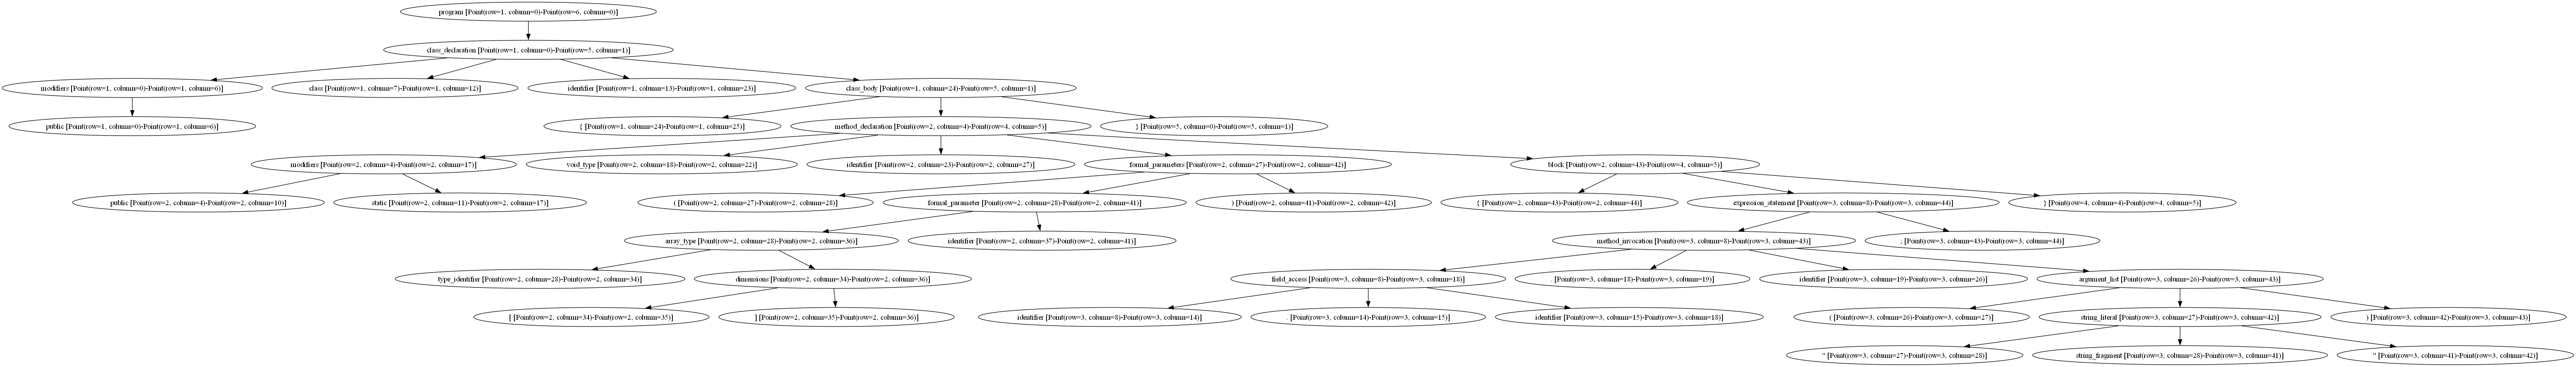 program [Point(row=1, column=0)-Point(row=6, column=0)]
class_declaration [Point(row=1, column=0)-Point(row=5, column=1)]
modifiers [Point(row=1, column=0)-Point(row=1, column=6)]
class [Point(row=1, column=7)-Point(row=1, column=12)]
identifier [Point(row=1, column=13)-Point(row=1, column=23)]
class_body [Point(row=1, column=24)-Point(row=5, column=1)]
public [Point(row=1, column=0)-Point(row=1, column=6)]
{ [Point(row=1, column=24)-Point(row=1, column=25)]
method_declaration [Point(row=2, column=4)-Point(row=4, column=5)]
} [Point(row=5, column=0)-Point(row=5, column=1)]
modifiers [Point(row=2, column=4)-Point(row=2, column=17)]
void_type [Point(row=2, column=18)-Point(row=2, column=22)]
identifier [Point(row=2, column=23)-Point(row=2, column=27)]
formal_parameters [Point(row=2, column=27)-Point(row=2, column=42)]
block [Point(row=2, column=43)-Point(row=4, column=5)]
public [Point(row=2, column=4)-Point(row=2, column=10)]
static [Point(row=2, column=11)-Point(row=2, column=17)]
( [Point(row=2, column=27)-Point(row=2, column=28)]
formal_parameter [Point(row=2, column=28)-Point(row=2, column=41)]
) [Point(row=2, column=41)-Point(row=2, column=42)]
{ [Point(row=2, column=43)-Point(row=2, column=44)]
expression_statement [Point(row=3, column=8)-Point(row=3, column=44)]
} [Point(row=4, column=4)-Point(row=4, column=5)]
array_type [Point(row=2, column=28)-Point(row=2, column=36)]
identifier [Point(row=2, column=37)-Point(row=2, column=41)]
method_invocation [Point(row=3, column=8)-Point(row=3, column=43)]
; [Point(row=3, column=43)-Point(row=3, column=44)]
type_identifier [Point(row=2, column=28)-Point(row=2, column=34)]
dimensions [Point(row=2, column=34)-Point(row=2, column=36)]
field_access [Point(row=3, column=8)-Point(row=3, column=18)]
. [Point(row=3, column=18)-Point(row=3, column=19)]
identifier [Point(row=3, column=19)-Point(row=3, column=26)]
argument_list [Point(row=3, column=26)-Point(row=3, column=43)]
[ [Point(row=2, column=34)-Point(row=2, column=35)]
] [Point(row=2, column=35)-Point(row=2, column=36)]
identifier [Point(row=3, column=8)-Point(row=3, column=14)]
. [Point(row=3, column=14)-Point(row=3, column=15)]
identifier [Point(row=3, column=15)-Point(row=3, column=18)]
( [Point(row=3, column=26)-Point(row=3, column=27)]
string_literal [Point(row=3, column=27)-Point(row=3, column=42)]
) [Point(row=3, column=42)-Point(row=3, column=43)]
" [Point(row=3, column=27)-Point(row=3, column=28)]
string_fragment [Point(row=3, column=28)-Point(row=3, column=41)]
" [Point(row=3, column=41)-Point(row=3, column=42)]